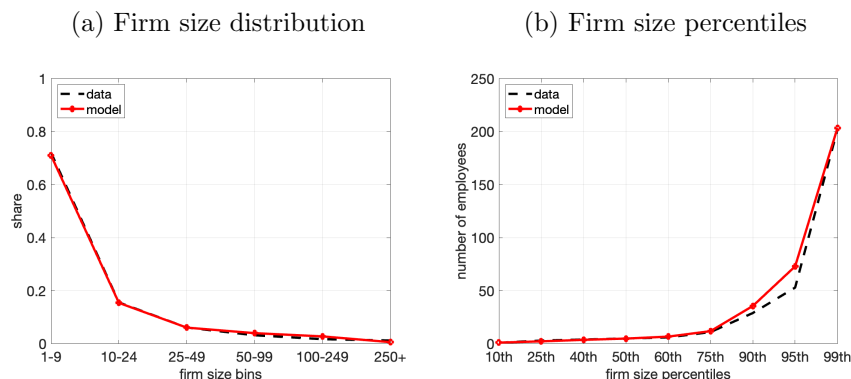 (a) Firm size distribution
(b) Firm size percentiles
data
model
share
1
0.8
0.6
0.4
0.2
0
1-9 10-24 25-49 50-99 100-249 250+
firm size bins
data
model
number of employees
250
200
150
100
50
0
10th 25th 40th 50th 60th 75th 90th 95th 99th
firm size percentiles